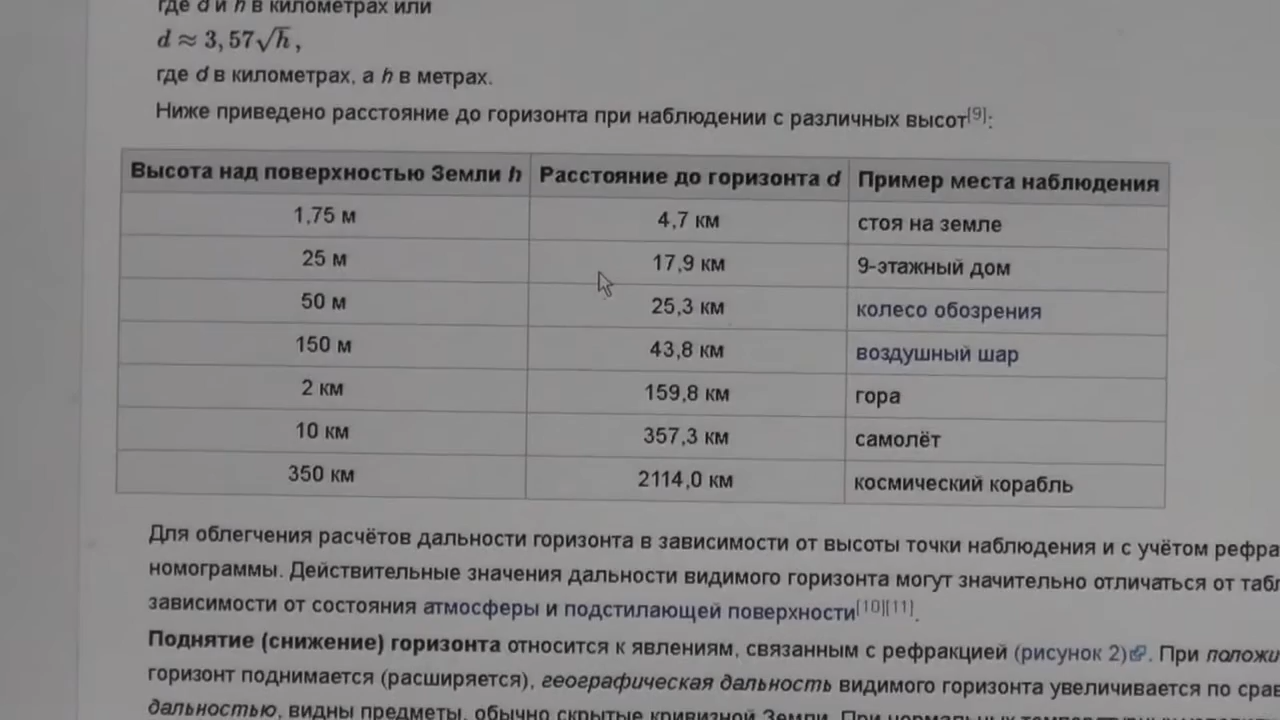 где d и h в километрах или
d ≈ 3,57√h,
где d в километрах, а h в метрах.
Ниже приведено расстояние до горизонта при наблюдении с различных высот[9]:
Высота над поверхностью Земли h Расстояние до горизонта d Пример места наблюдения
1,75 м 4,7 км стоя на земле
25 м 17,9 км 9-этажный дом
50 м 25,3 км колесо обозрения
150 м 43,8 км воздушный шар
2 км 159,8 км гора
10 км 357,3 км самолёт
350 км 2114,0 км космический корабль
Для облегчения расчётов дальности горизонта в зависимости от высоты точки наблюдения и с учётом рефра
номограммы. Действительные значения дальности видимого горизонта могут значительно отличаться от табл
зависимости от состояния атмосферы и подстилающей поверхности[10][11].
Поднятие (снижение) горизонта относится к явлениям, связанным с рефракцией (рисунок 2). При положи
горизонт поднимается (расширяется), географическая дальность видимого горизонта увеличивается по срав
дальностью, видны предметы, обычно скрытые кривизной Земли. При нормальных температурных